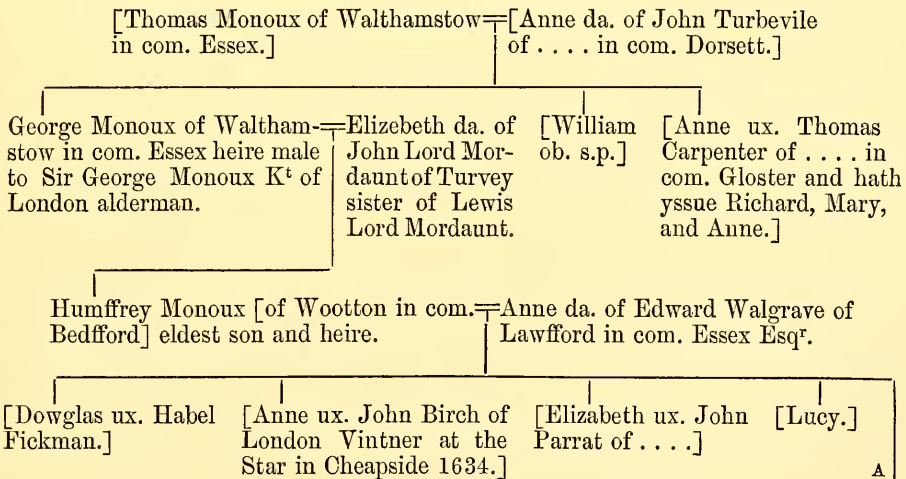 [Thomas Monoux of Walthamstow
in com. Essex.]
[Anne da. of John Turbevile
of . . . . in com. Dorsett.]
George Monoux of Waltham-
stow in com. Essex heire male
to Sir George Monoux Kt of
London alderman.
Elizebeth da. of
John Lord Mor-
daunt of Turvey
sister of Lewis
Lord Mordaunt.
[William
ob. s.p.]
[Anne ux. Thomas
Carpenter of . . . . in
com. Gloster and hath
yssue Richard, Mary,
and Anne.]
Humffrey Monoux [of Wootton in com.
Bedfford] eldest son and heire.
Anne da. of Edward Walgrave of
Lawfford in com. Essex Esqr.
[Dowglas ux. Habel
Fickman.]
[Anne ux. John Birch of
London Vintner at the
Star in Cheapside 1634.]
[Elizabeth ux. John
Parrat of . . . .]
[Lucy.]
A